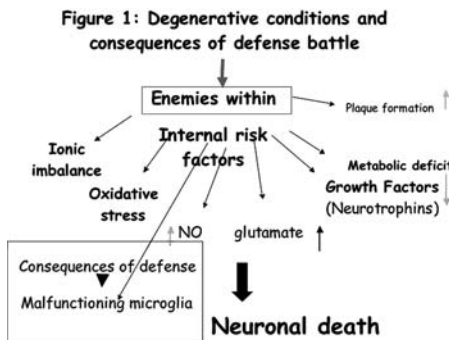 Figure 1: Degenerative conditions and
consequences of defense battle
Enemies within
Plaque formation
Internal risk
factors
Ionic
imbalance
Oxidative
stress
Metabolic deficit
Growth Factors
(Neurotrophins)
NO
glutamate
Consequences of defense
Malfunctioning microglia
Neuronal death